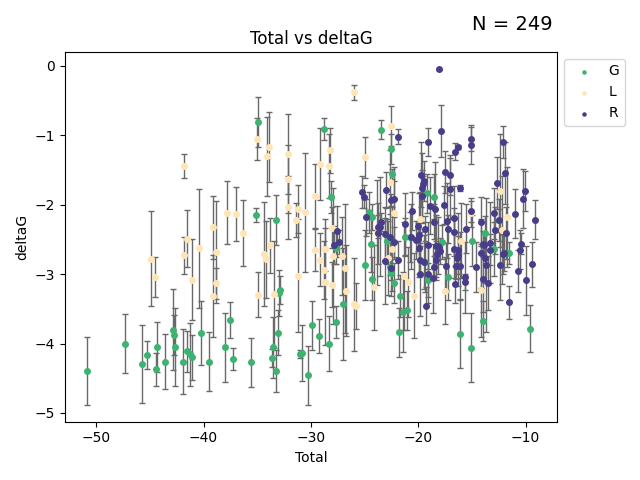 N = 249
Total vs deltaG
G
L
R
0
−1
−2
−3
−4
−5
deltaG
−50 −40 −30 −20 −10
Total